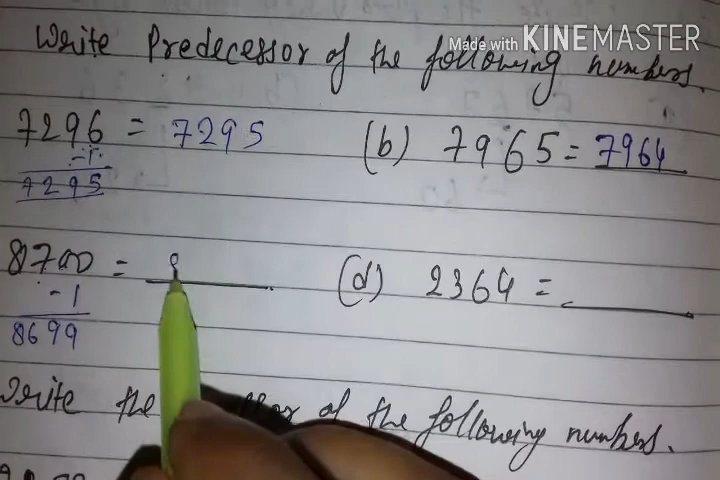 Made with KINEMASTER
Write Predecessor of the following numbers.
7296 = 7295 (b) 7965 = 7964
-1
7295
8700 = 8 (d) 2364 =
-1
8699
Write the of the following numbers.